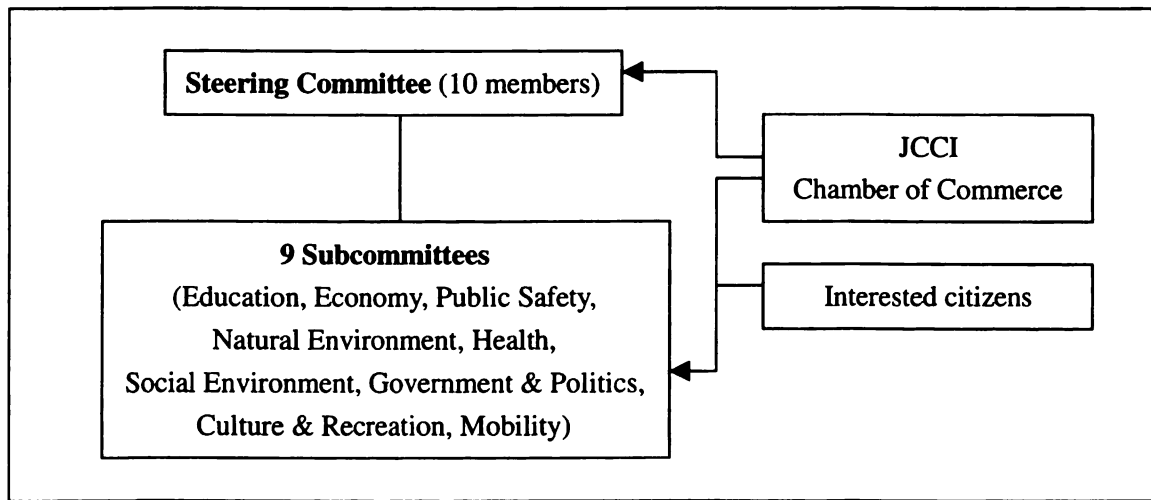 Steering Committee (10 members)
JCCI
Chamber of Commerce
9 Subcommittees
(Education, Economy, Public Safety,
Natural Environment, Health,
Social Environment, Government & Politics,
Culture & Recreation, Mobility)
Interested citizens